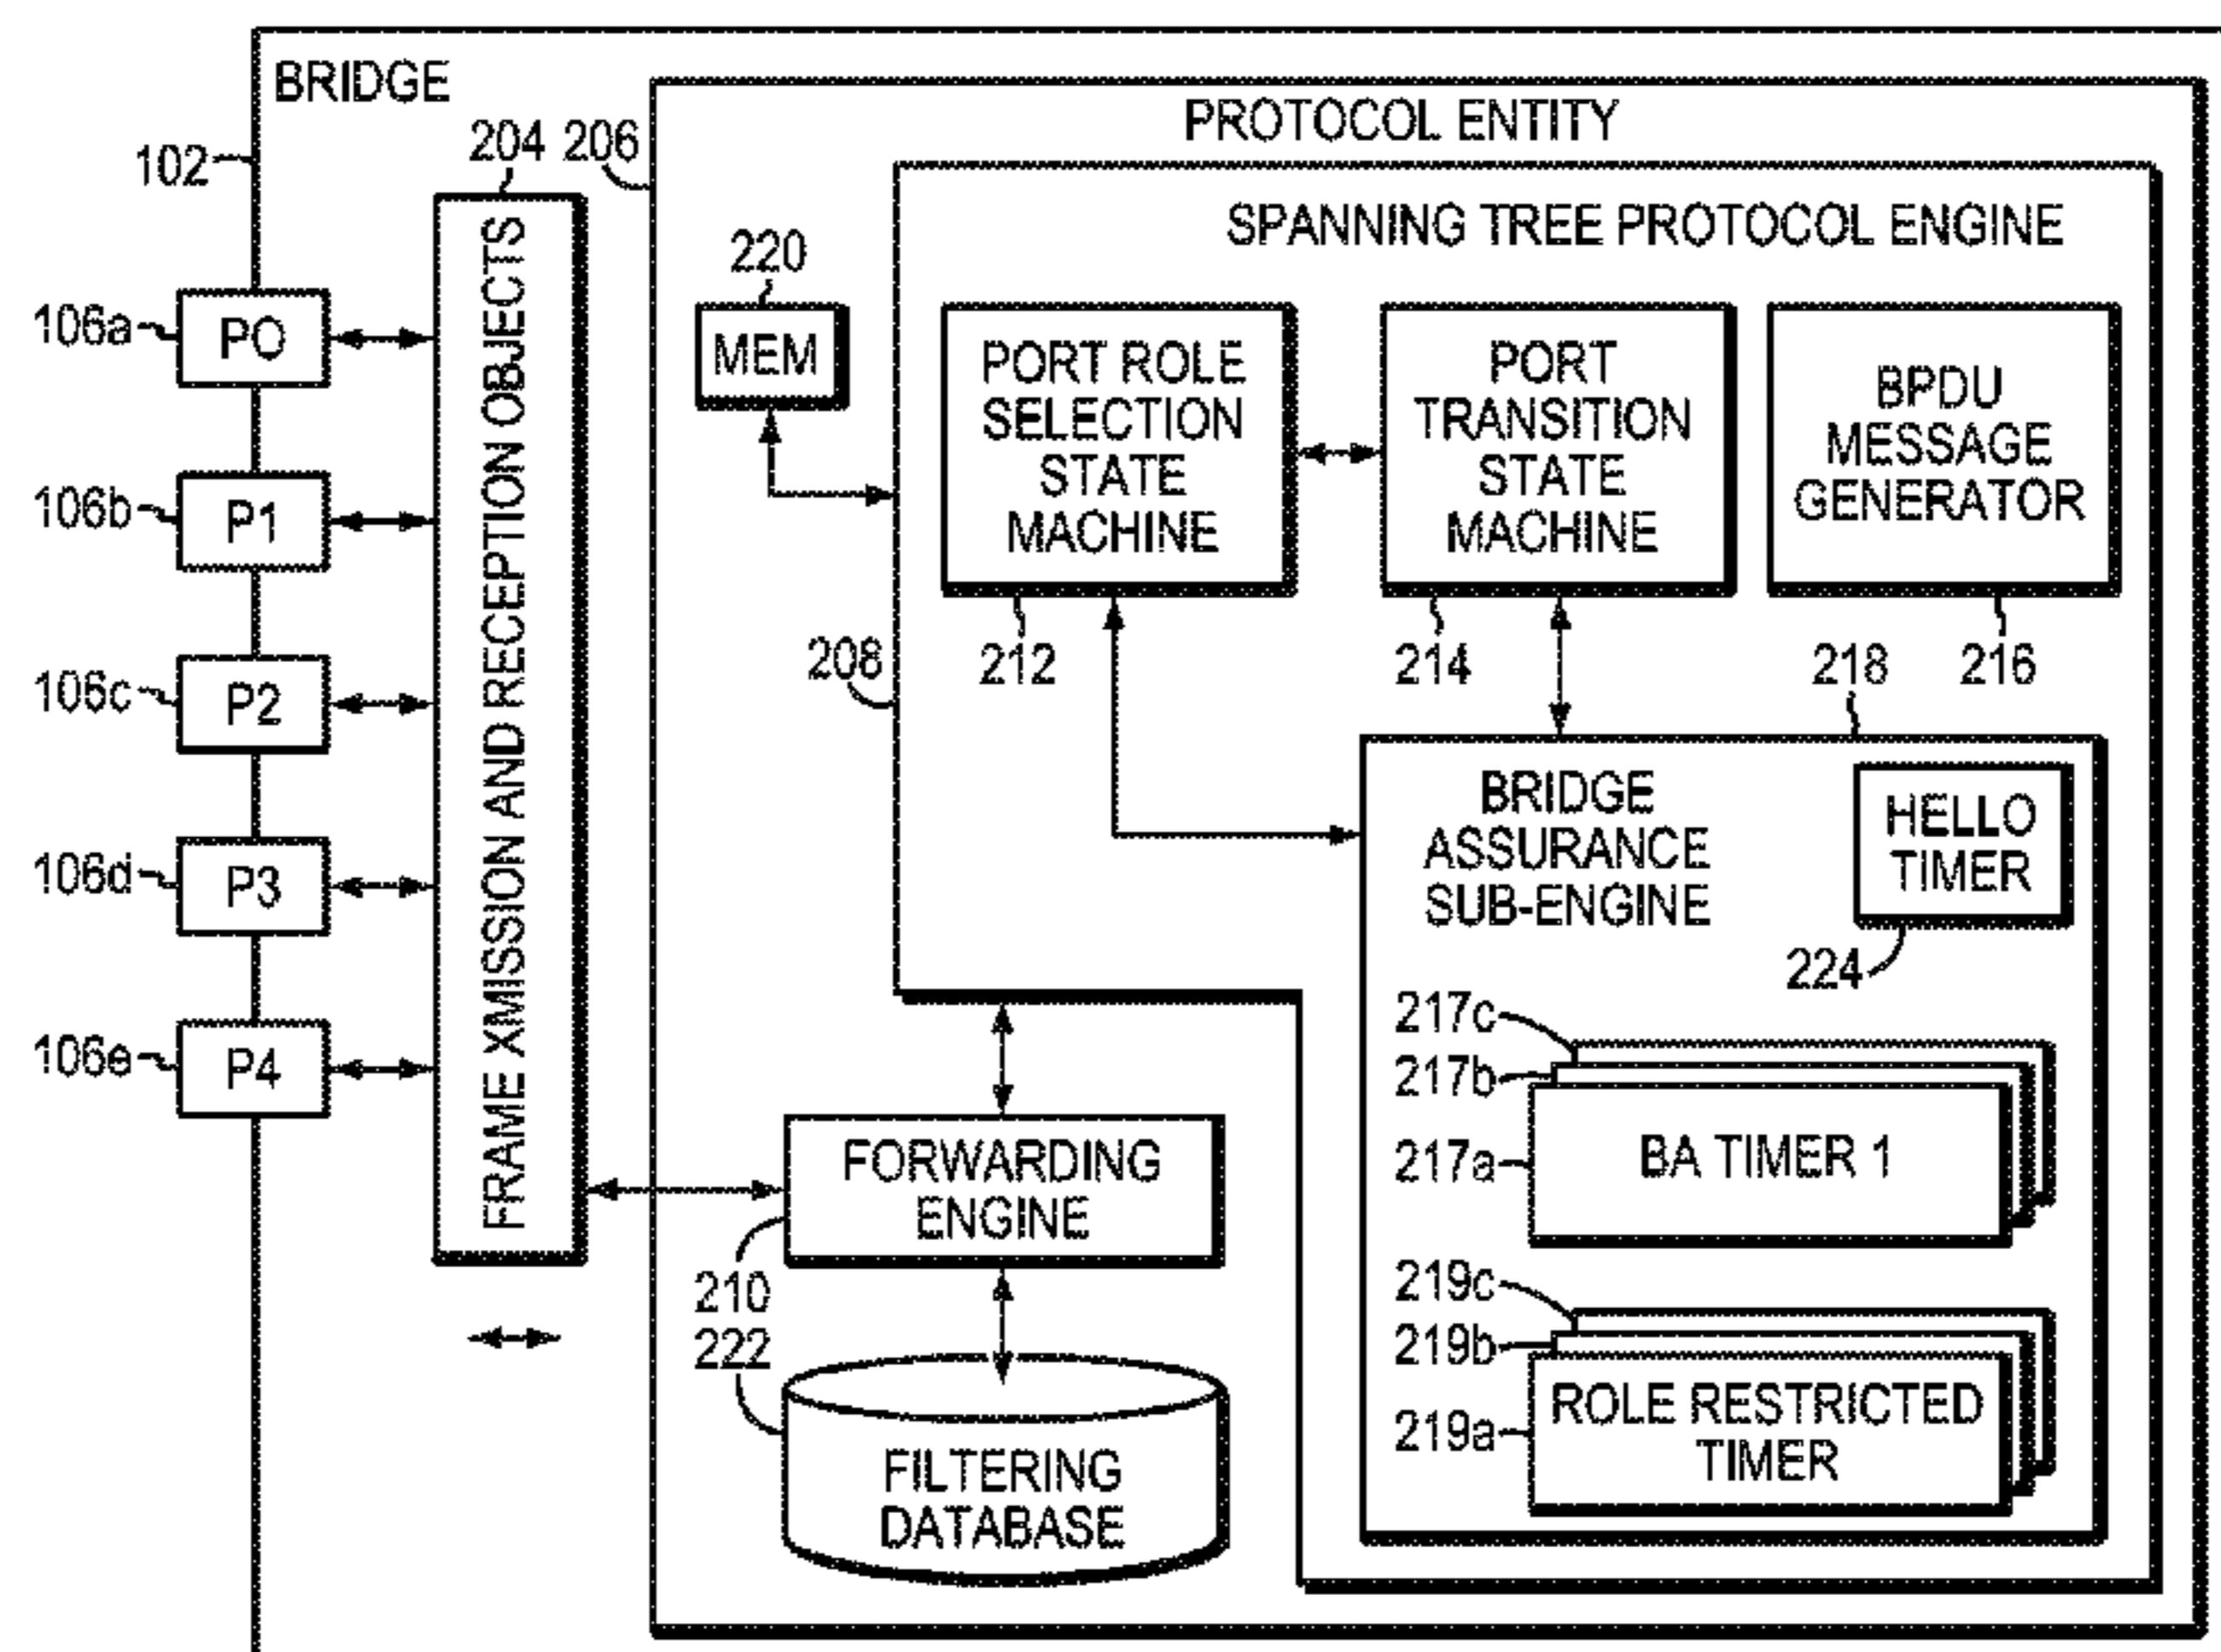 BRIDGE
PROTOCOL ENTITY
102
204
206
SPANNING TREE PROTOCOL ENGINE
220
106a
PO
FRAME XMISSION AND RECEPTION OBJECTS
MEM
PORT ROLE
SELECTION
STATE
MACHINE
PORT
TRANSITION
STATE
MACHINE
BPDU
MESSAGE
GENERATOR
106b
P1
208
212
214
218
216
106c
P2
BRIDGE
ASSURANCE
SUB-ENGINE
HELLO
TIMER
106d
P3
224
106e
P4
217c
217b
217a
BA TIMER 1
FORWARDING
ENGINE
210
222
219c
219b
219a
ROLE RESTRICTED
TIMER
FILTERING
DATABASE